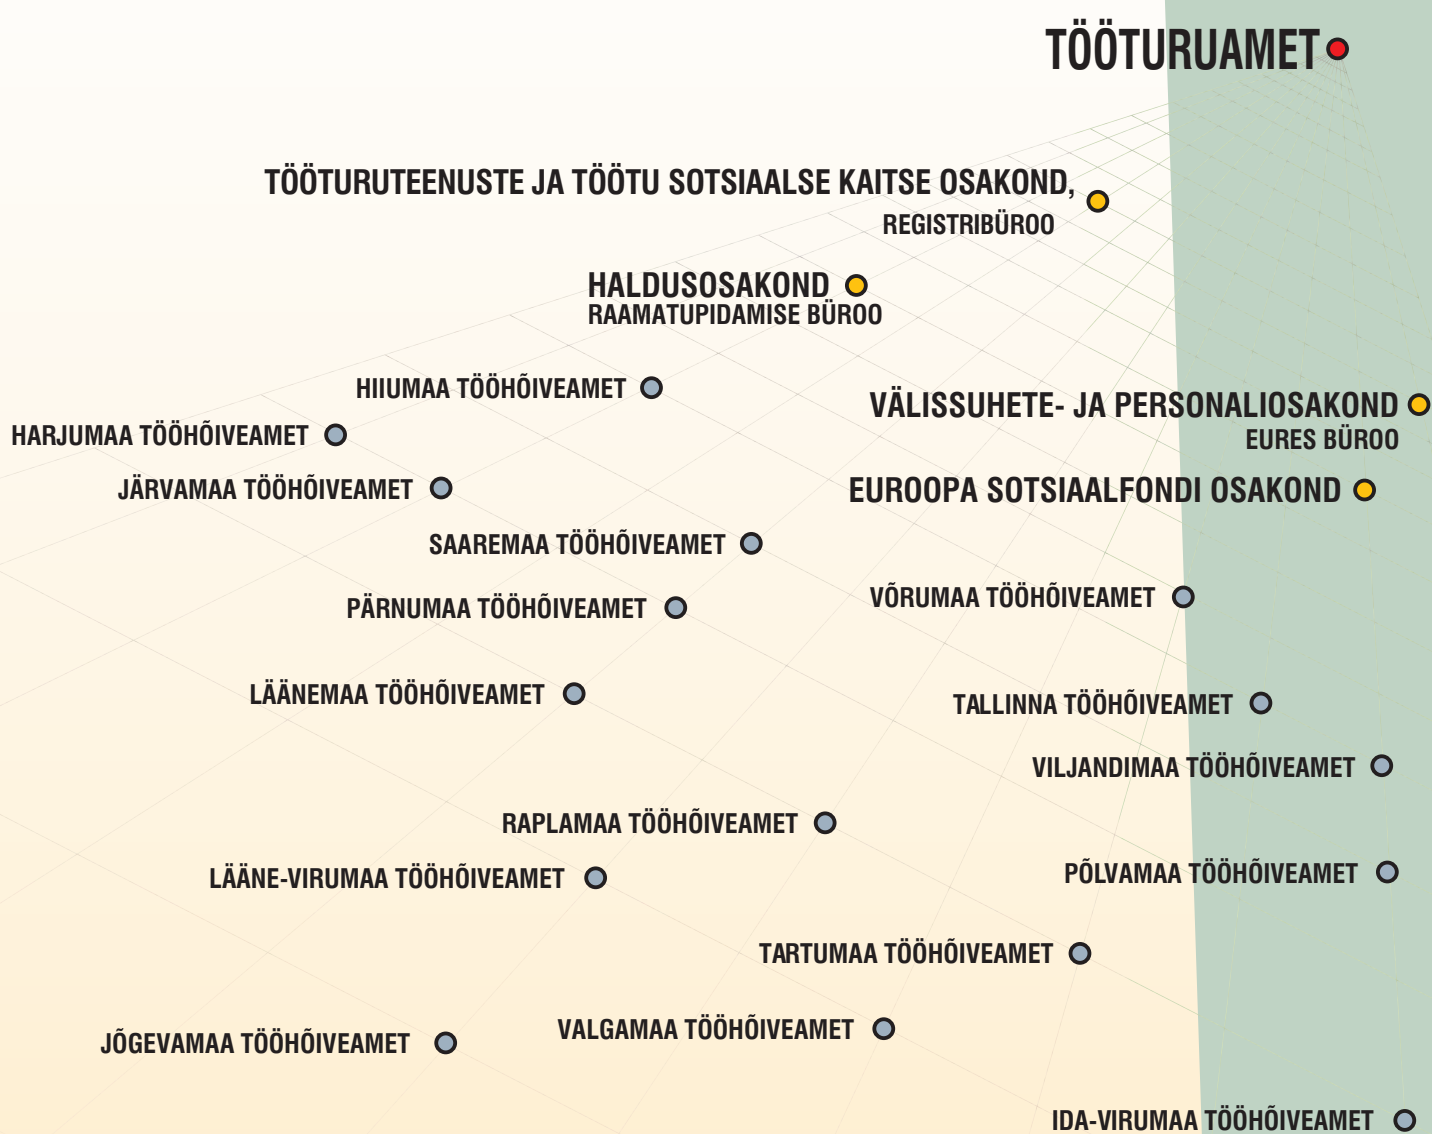 TÖÖTURUAMET
TÖÖTURUTEENUSTE JA TÖÖTU SOTSIAALSE KAITSE OSAKOND,
REGISTRIBÜROO
HALDUSOSAKOND
RAAMATUPIDAMISE BÜROO
HIIUMAA TÖÖHÕIVEAMET
VÄLISSUHETE- JA PERSONALIOSAKOND
EURES BÜROO
HARJUMAA TÖÖHÕIVEAMET
JÄRVAMAA TÖÖHÕIVEAMET
EUROOPA SOTSIAALFONDI OSAKOND
SAAREMAA TÖÖHÕIVEAMET
PÄRNUMAA TÖÖHÕIVEAMET
VÕRUMAA TÖÖHÕIVEAMET
LÄÄNEMAA TÖÖHÕIVEAMET
TALLINNA TÖÖHÕIVEAMET
VILJANDIMAA TÖÖHÕIVEAMET
RAPLAMAA TÖÖHÕIVEAMET
LÄÄNE-VIRUMAA TÖÖHÕIVEAMET
PÕLVAMAA TÖÖHÕIVEAMET
TARTUMAA TÖÖHÕIVEAMET
VALGAMAA TÖÖHÕIVEAMET
JÕGEVAMAA TÖÖHÕIVEAMET
IDA-VIRUMAA TÖÖHÕIVEAMET